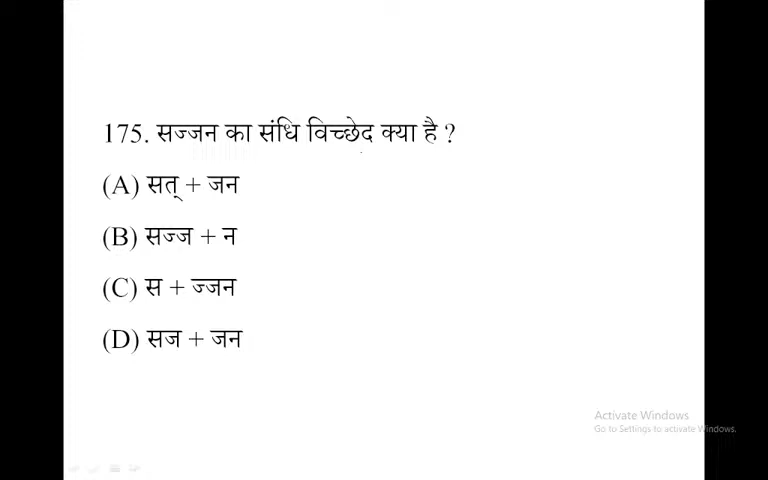 175. सज्जन का संधि विच्छेद क्या है ?
(A) सत् + जन
(B) सज्ज + न
(C) स + ज्जन
(D) सज + जन
Activate Windows
Go to Settings to activate Windows.